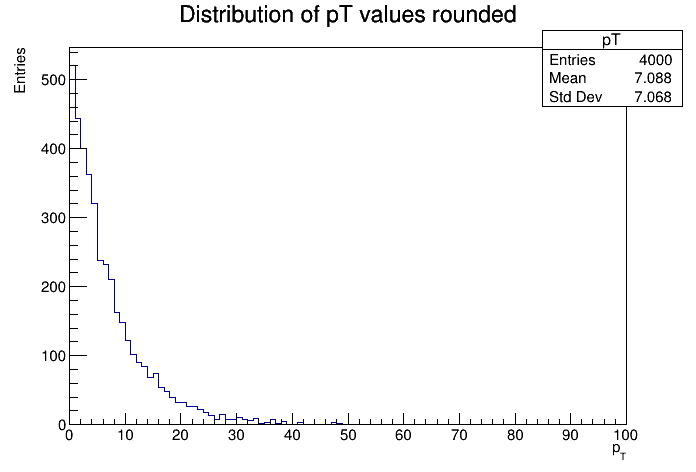 Distribution of pT values rounded
pT
Entries 4000
Mean 7.088
Std Dev 7.068
Entries
500
400
300
200
100
0
0 10 20 30 40 50 60 70 80 90 100
p_T